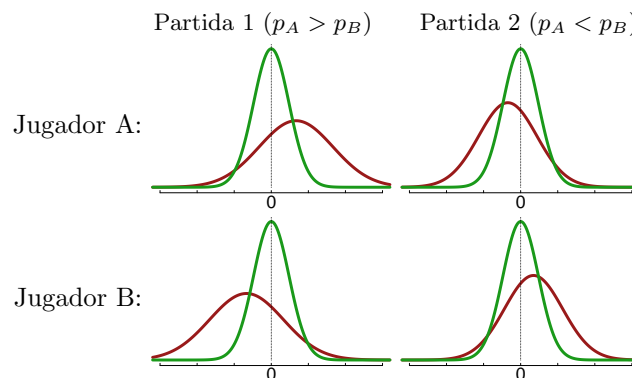 Partida 1 ($p_A > p_B$) Partida 2 ($p_A < p_B$)
Jugador A:
0 0
Jugador B:
0 0